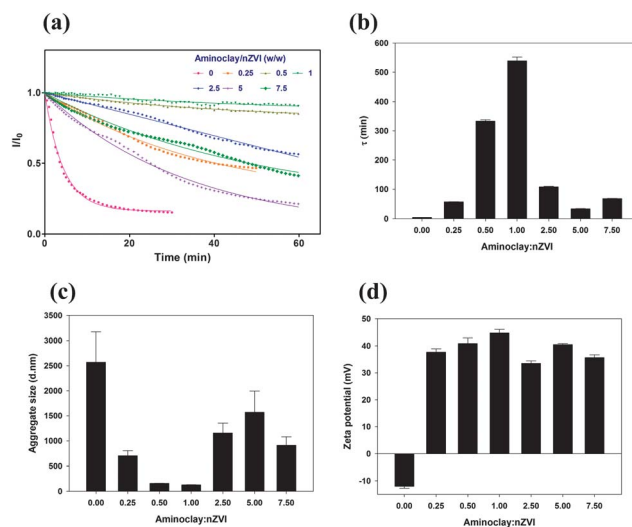 (a)
Aminoclay/nZVI (w/w)
0 0.25 0.5 1
2.5 5 7.5
I/I0
1.0
0.5
0.0
0 20 40 60
Time (min)
(b)
τ (min)
600
500
400
300
200
100
0
0.00 0.25 0.50 1.00 2.50 5.00 7.50
Aminoclay:nZVI
(c)
Aggregate size (d.nm)
3500
3000
2500
2000
1500
1000
500
0
0.00 0.25 0.50 1.00 2.50 5.00 7.50
Aminoclay:nZVI
(d)
Zeta potential (mV)
50
40
30
20
10
0
-10
0.00 0.25 0.50 1.00 2.50 5.00 7.50
Aminoclay:nZVI